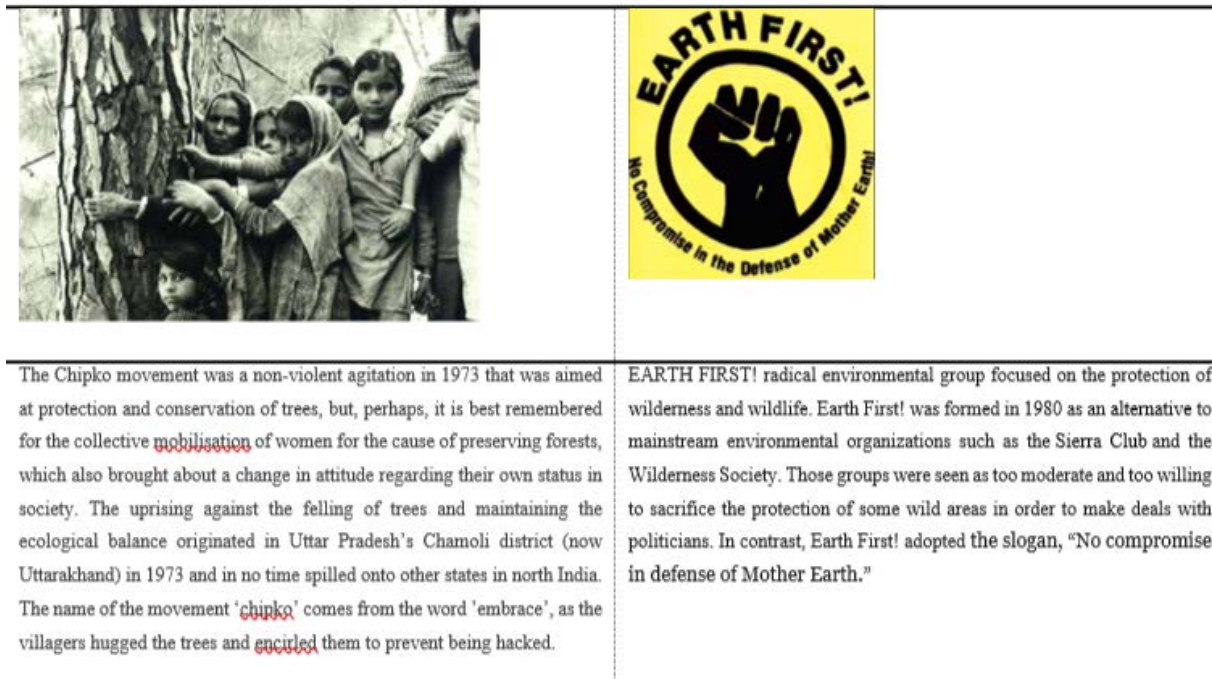 EARTH FIRST!
No Compromise in the Defense of Mother Earth!
The Chipko movement was a non-violent agitation in 1973 that was aimed
at protection and conservation of trees, but, perhaps, it is best remembered
for the collective mobilisation of women for the cause of preserving forests,
which also brought about a change in attitude regarding their own status in
society. The uprising against the felling of trees and maintaining the
ecological balance originated in Uttar Pradesh’s Chamoli district (now
Uttarakhand) in 1973 and in no time spilled onto other states in north India.
The name of the movement ‘chipko’ comes from the word 'embrace', as the
villagers hugged the trees and encirled them to prevent being hacked.
EARTH FIRST! radical environmental group focused on the protection of
wilderness and wildlife. Earth First! was formed in 1980 as an alternative to
mainstream environmental organizations such as the Sierra Club and the
Wilderness Society. Those groups were seen as too moderate and too willing
to sacrifice the protection of some wild areas in order to make deals with
politicians. In contrast, Earth First! adopted the slogan, “No compromise
in defense of Mother Earth.”